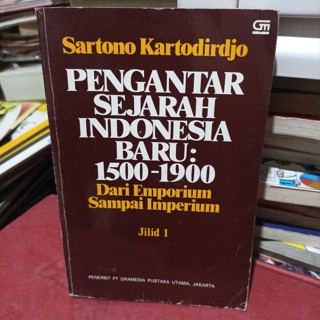 Sartono Kartodirdjo
PENGANTAR
SEJARAH
INDONESIA
BARU:
1500-1900
Dari Emporium
Sampai Imperium
Jilid 1
PENERBIT PT GRAMEDIA PUSTAKA UTAMA, JAKARTA